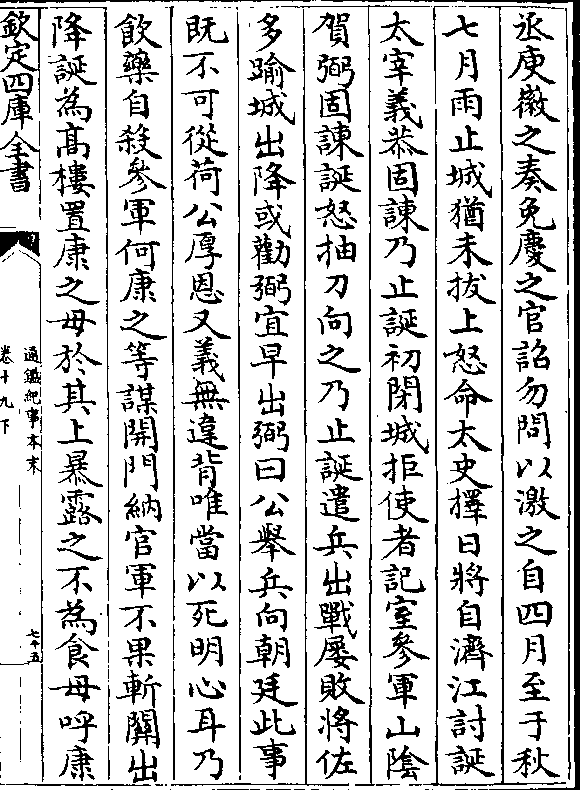 丞庾徽之奏免慶之官詔勿問以激之自四月至于秋
七月雨止城猶未拔上怒命太史擇日將自濟江討誕
太宰義恭固諫乃止誕初閉城拒使者記室參軍山陰
賀弼固諫誕怒抽刀向之乃止誕遣兵出戰屢敗將佐
多踰城出降或勸弼宜早出弼曰公舉兵向朝廷此事
既不可從荷公厚恩又義無違背唯當以死明心耳乃
飲藥自殺參軍何康之等謀開門納官軍不果斬關出
降誕為高樓置康之母於其上暴露之不為食母呼康
欽定四庫全書
通鑑紀事本末
卷十九下
七十五